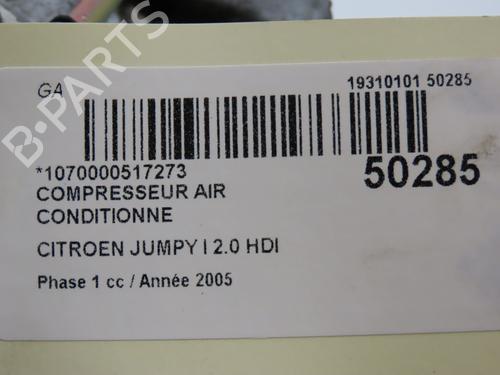 GA
19310101 50285
*1070000517273
50285
COMPRESSEUR AIR
CONDITIONNE
CITROEN JUMPY I 2.0 HDI
Phase 1 cc / Année 2005
B-PARTS